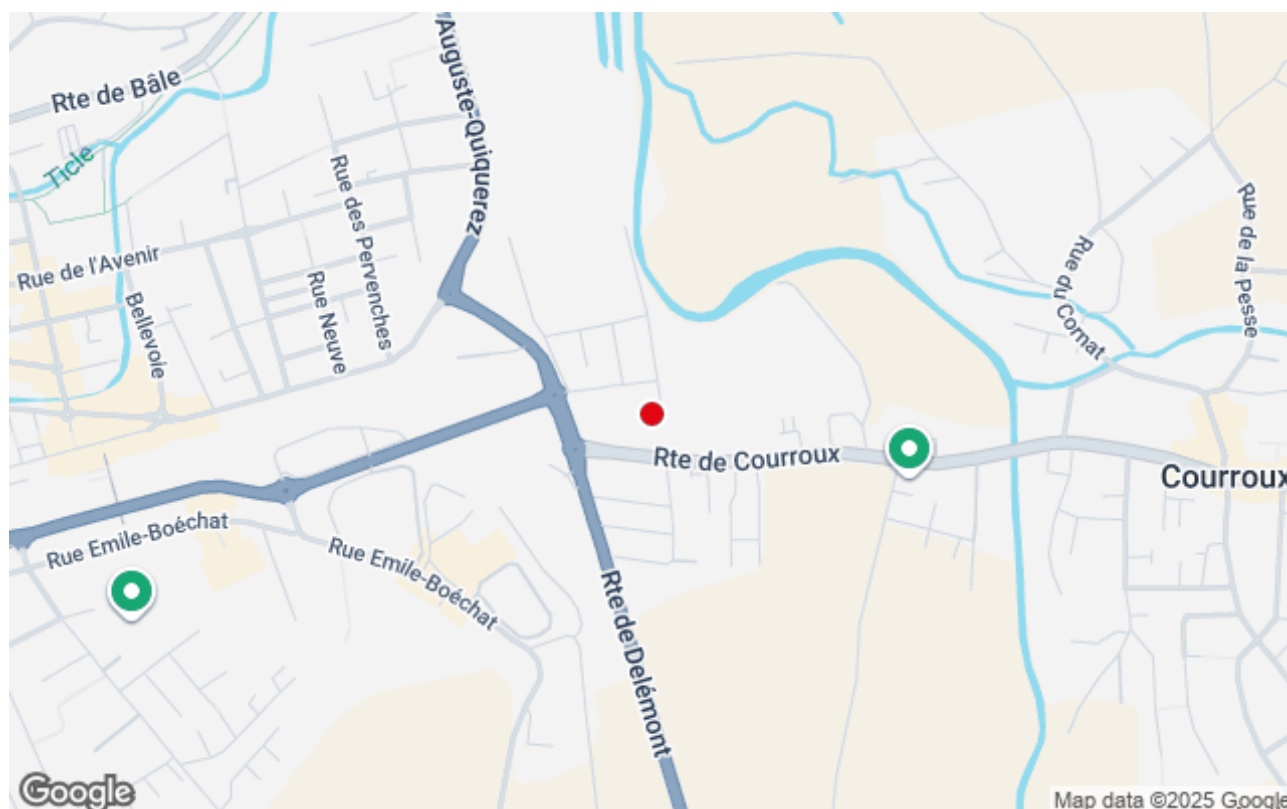 Rte de Bâle
Auguste-Quiquerez
Ticle
Rue des Pervenches
Rue de la Pesse
Rue de l'Avenir
Rue du Cornat
Bellevoie
Rue Neuve
Rte de Courroux
Courroux
Rue Emile-Boéchat
Rue Emile-Boéchat
Rte de Delémont
Google
Map data ©2025 Google